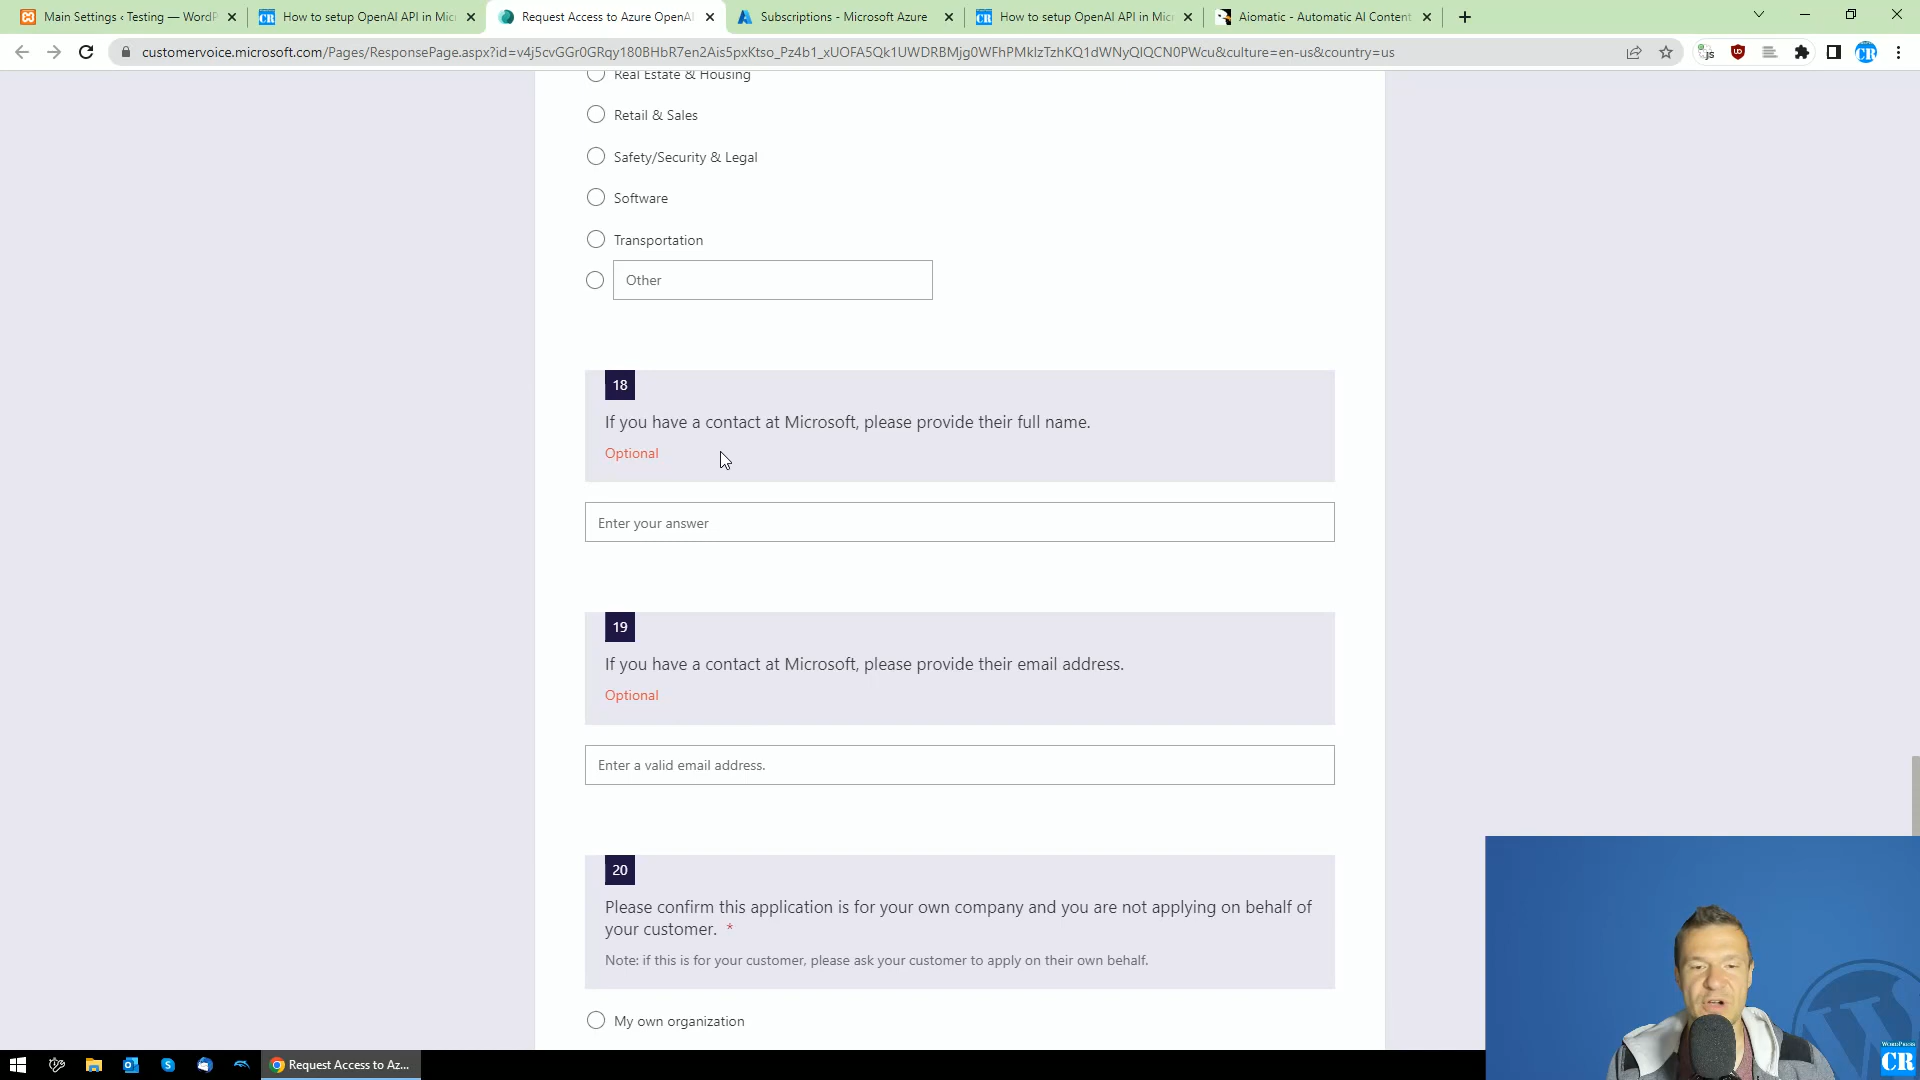 Main Settings ‹ Testing — WordP
How to setup OpenAI API in Mic
Request Access to Azure OpenAI
Subscriptions - Microsoft Azure
How to setup OpenAI API in Mic
Aiomatic - Automatic AI Content
customervoice.microsoft.com/Pages/ResponsePage.aspx?id=v4j5cvGGr0GRqy180BHbR7en2Ais5pxKtso_Pz4b1_xUOFA5Qk1UWDRBMjg0WFhPMkIzTzhKQ1dWNyQlQCN0PWcu&culture=en-us&country=us
Real Estate & Housing
Retail & Sales
Safety/Security & Legal
Software
Transportation
Other
18
If you have a contact at Microsoft, please provide their full name.
Optional
Enter your answer
19
If you have a contact at Microsoft, please provide their email address.
Optional
Enter a valid email address.
20
Please confirm this application is for your own company and you are not applying on behalf of
your customer. *
Note: if this is for your customer, please ask your customer to apply on their own behalf.
My own organization
Request Access to Az...
WORDPRESS
CR